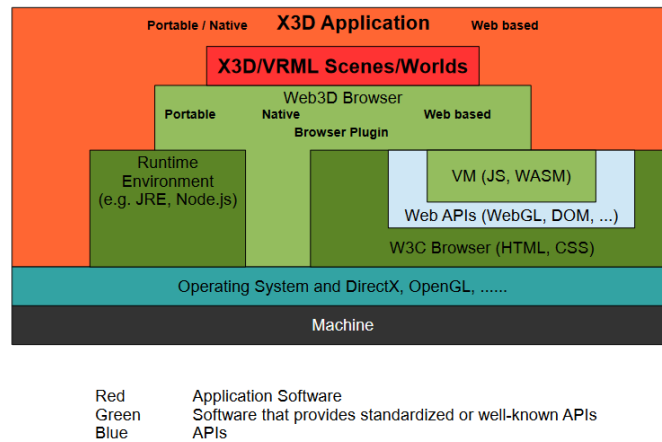 Portable / Native X3D Application Web based
X3D/VRML Scenes/Worlds
Web3D Browser
Portable Native Web based
Browser Plugin
Runtime
Environment
(e.g. JRE, Node.js)
VM (JS, WASM)
Web APIs (WebGL, DOM, ...)
W3C Browser (HTML, CSS)
Operating System and DirectX, OpenGL, ......
Machine
Red Application Software
Green Software that provides standardized or well-known APIs
Blue APIs